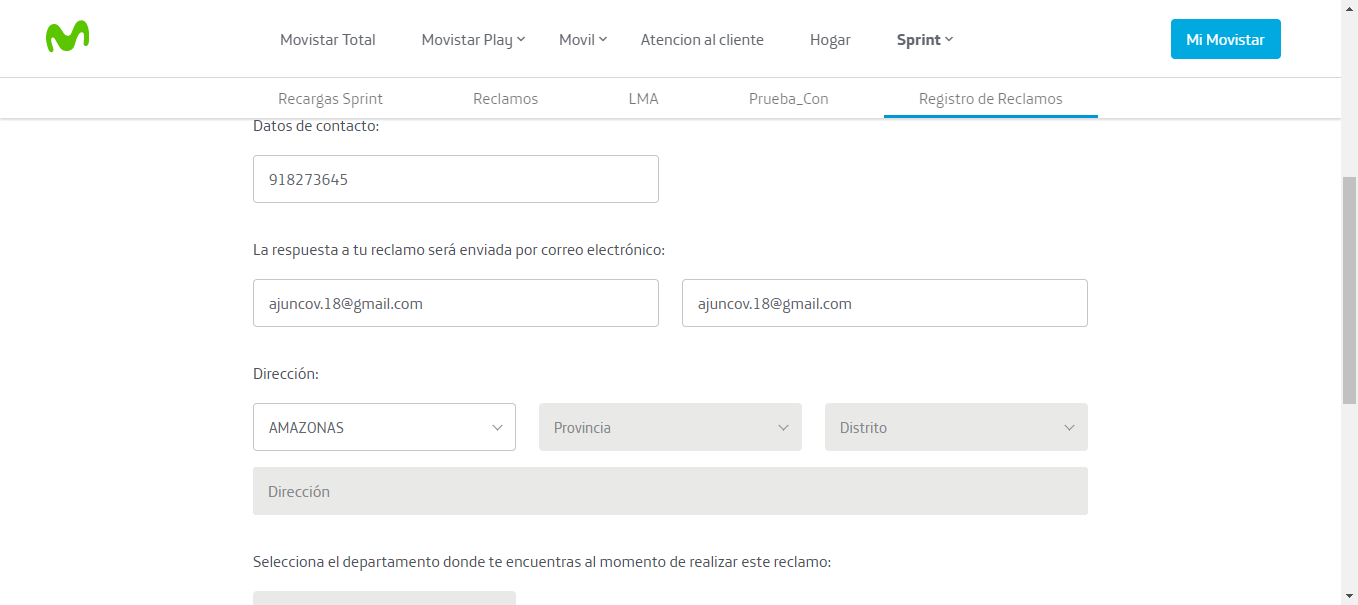 Movistar Total Movistar Play Movil Atencion al cliente Hogar Sprint Mi Movistar
Recargas Sprint Reclamos LMA Prueba_Con Registro de Reclamos
Datos de contacto:
918273645
La respuesta a tu reclamo será enviada por correo electrónico:
ajuncov.18@gmail.com ajuncov.18@gmail.com
Dirección:
AMAZONAS Provincia Distrito
Dirección
Selecciona el departamento donde te encuentras al momento de realizar este reclamo: